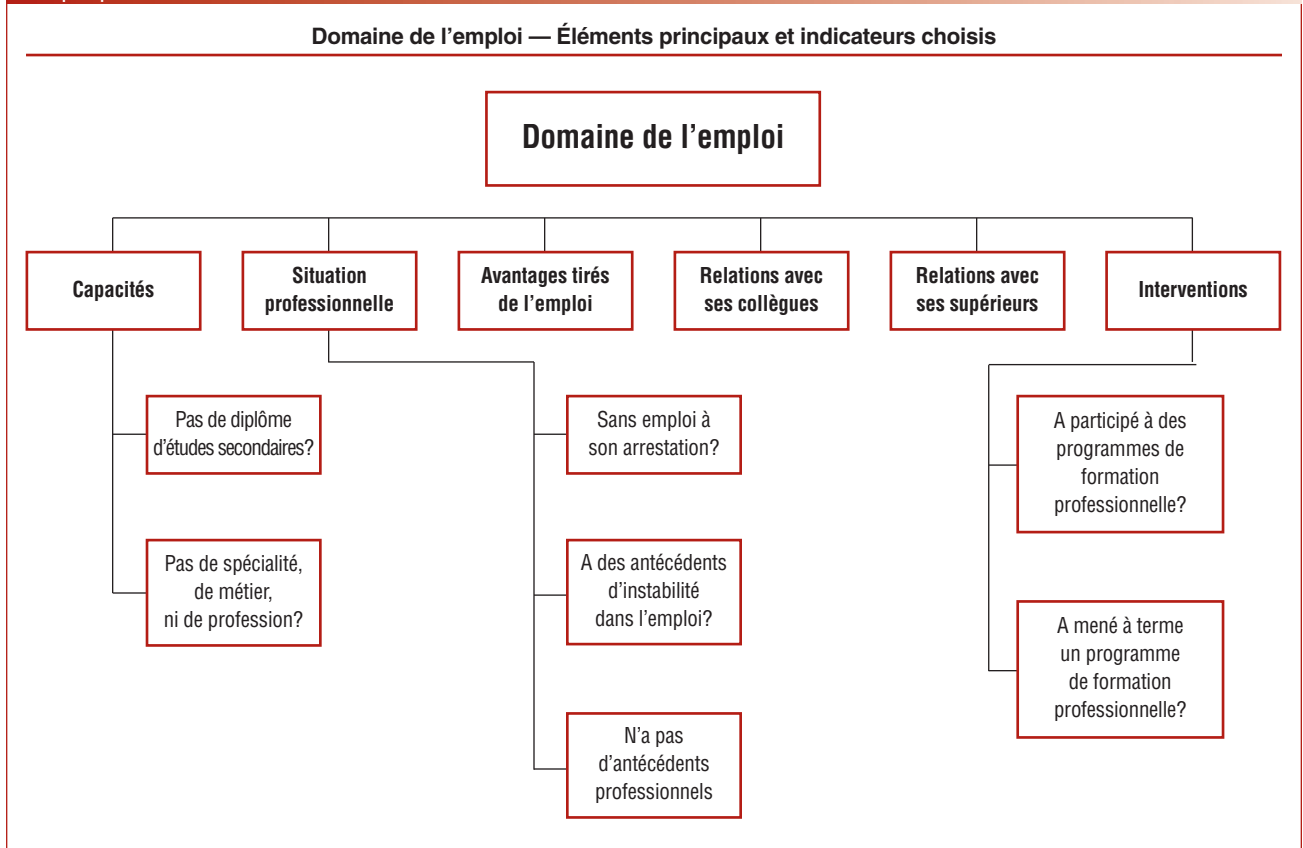 Domaine de l'emploi — Éléments principaux et indicateurs choisis
Domaine de l'emploi
Capacités
Situation
professionnelle
Avantages tirés
de l'emploi
Relations avec
ses collègues
Relations avec
ses supérieurs
Interventions
Pas de diplôme
d'études secondaires?
Pas de spécialité,
de métier,
ni de profession?
Sans emploi à
son arrestation?
A des antécédents
d'instabilité
dans l'emploi?
N'a pas
d'antécédents
professionnels
A participé à des
programmes de
formation
professionnelle?
A mené à terme
un programme
de formation
professionnelle?